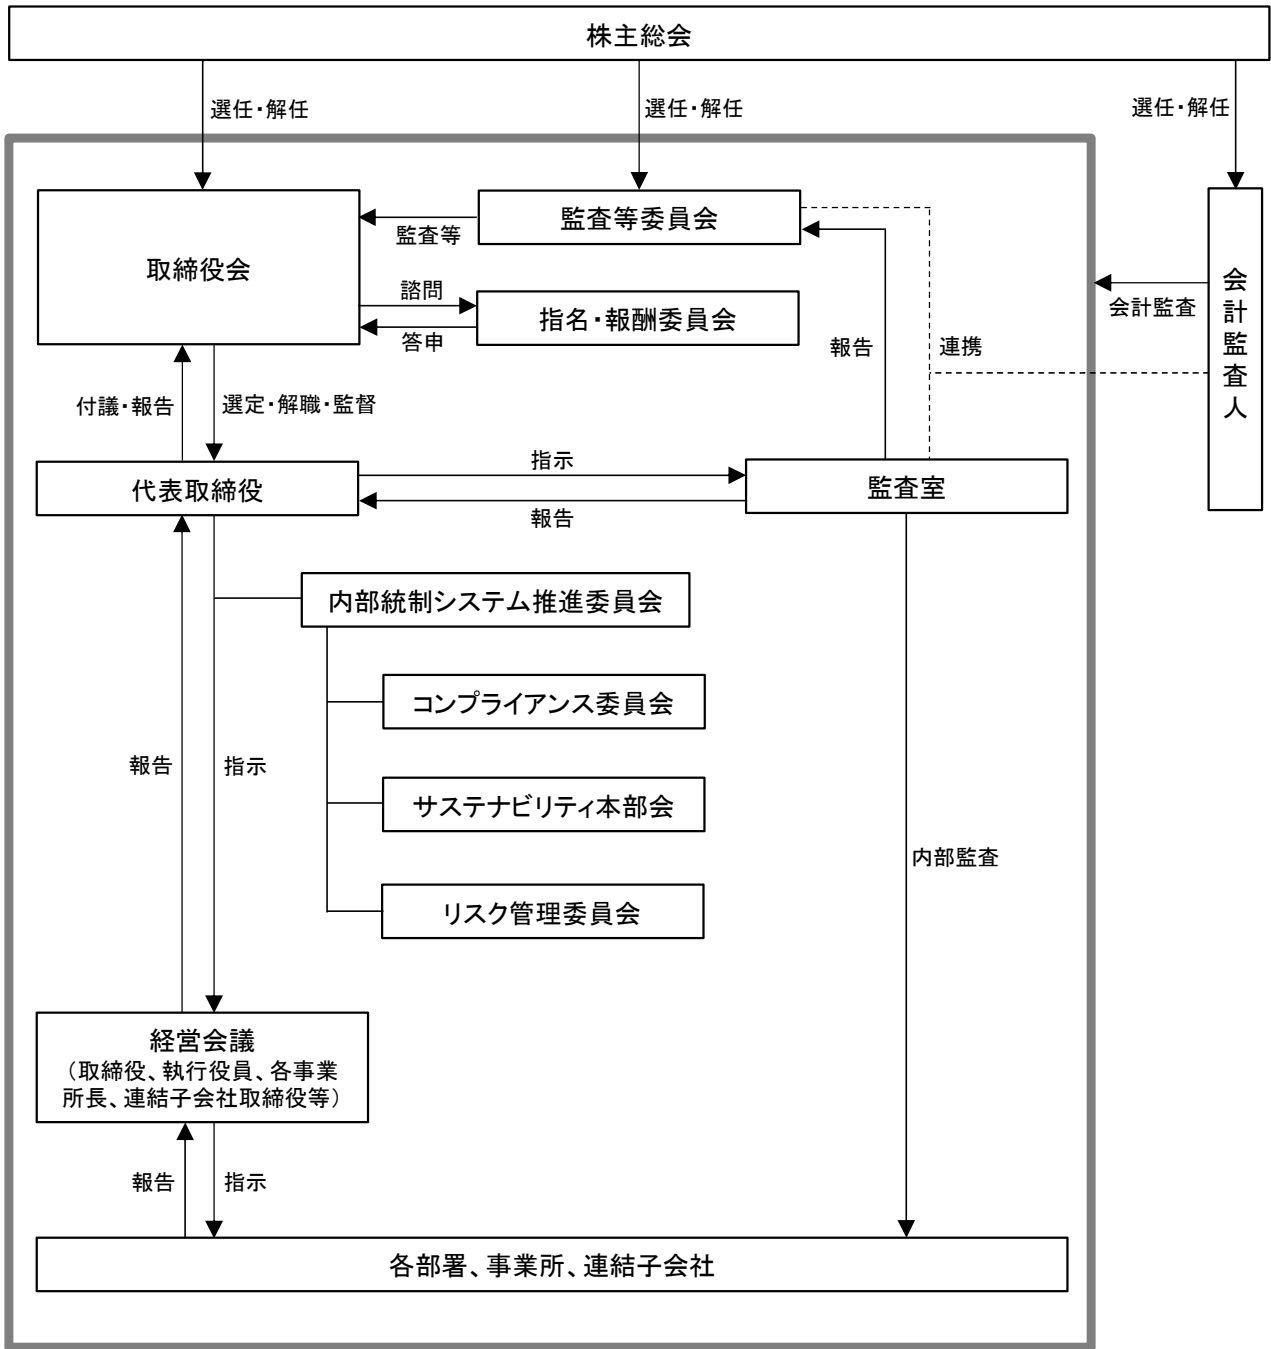 株主総会
選任・解任
選任・解任
選任・解任
取締役会
監査等委員会
監査等
諮問
指名・報酬委員会
答申
会計監査
会計監査人
報告
連携
付議・報告
選定・解職・監督
代表取締役
指示
報告
監査室
内部統制システム推進委員会
コンプライアンス委員会
報告
指示
サステナビリティ本部会
内部監査
リスク管理委員会
経営会議
（取締役、執行役員、各事業
所長、連結子会社取締役等）
報告
指示
各部署、事業所、連結子会社